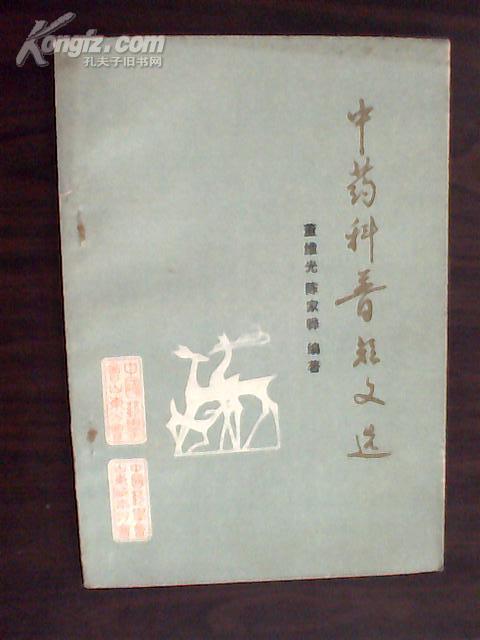 Kongfz.com
孔夫子旧书网
中药科普短文选
董维光 陈家骅 编著